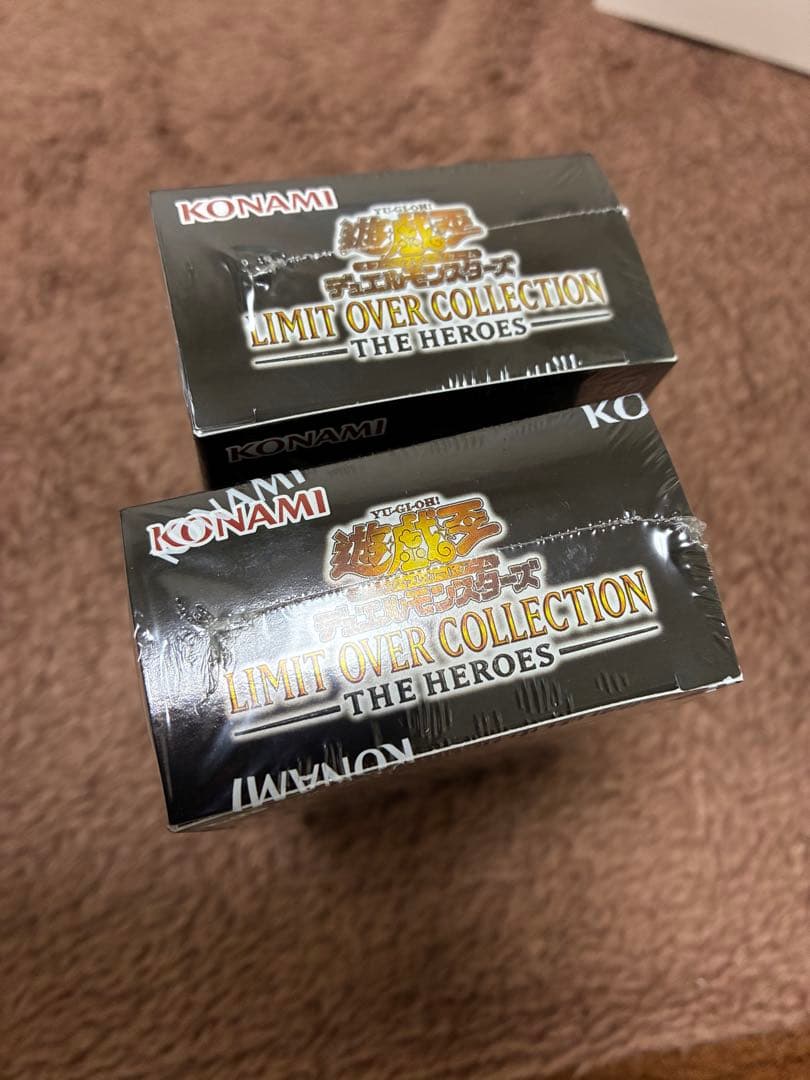 KONAMI
YU-GI-OH!
遊戯王
デュエルモンスターズ
LIMIT OVER COLLECTION
THE HEROES
KONAMI
KO
KONAMI
KONAMI
YU-GI-OH!
遊戯王
デュエルモンスターズ
LIMIT OVER COLLECTION
THE HEROES
KONAMI